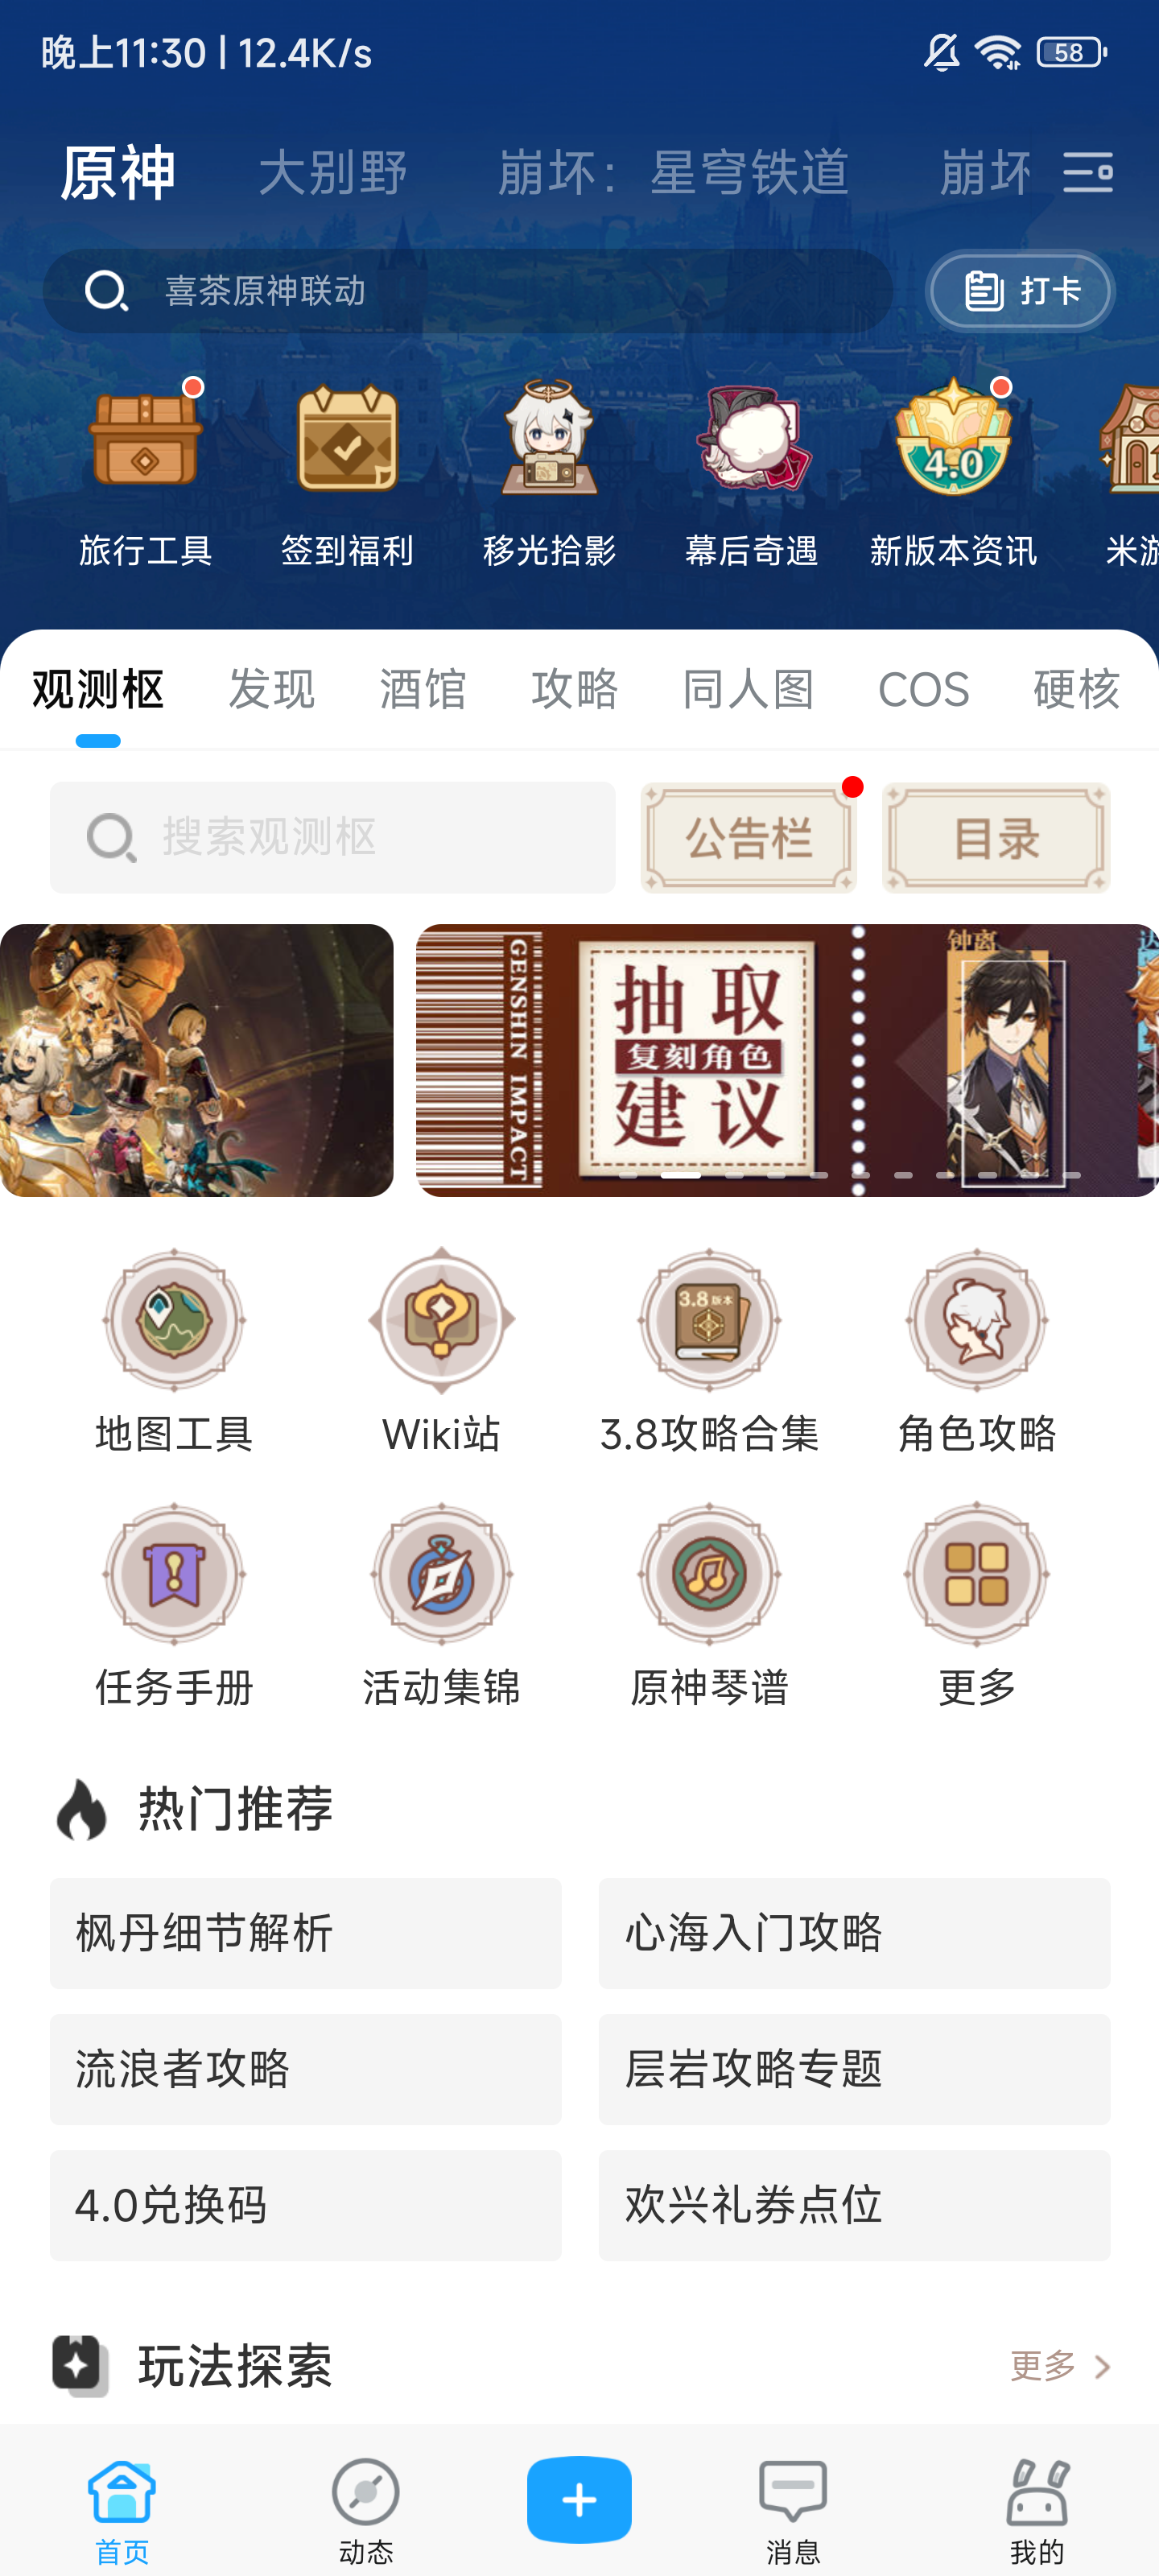 晚上11:30 | 12.4K/s
58
原神 大别野 崩坏：星穹铁道 崩坏
喜茶原神联动
打卡
4.0
旅行工具 签到福利 移光拾影 幕后奇遇 新版本资讯 米游
观测枢 发现 酒馆 攻略 同人图 COS 硬核
搜索观测枢
公告栏
目录
GENSHIN IMPACT
抽取
复刻角色
建议
钟离
3.8版本
地图工具 Wiki站 3.8攻略合集 角色攻略
任务手册 活动集锦 原神琴谱 更多
热门推荐
枫丹细节解析 心海入门攻略
流浪者攻略 层岩攻略专题
4.0兑换码 欢兴礼券点位
玩法探索
更多
首页 动态 消息 我的